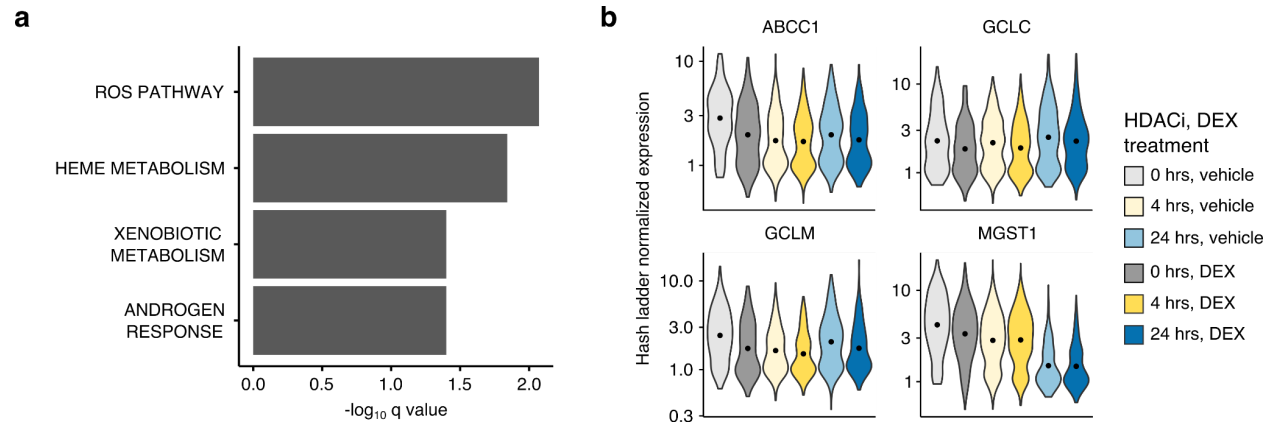 a
ROS PATHWAY
HEME METABOLISM
XENOBIOTIC
METABOLISM
ANDROGEN
RESPONSE
0.0 0.5 1.0 1.5 2.0
-log₁₀ q value
b
Hash ladder normalized expression
ABCC1
10
3
1
GCLC
10
3
1
GCLM
10.0
3.0
1.0
0.3
MGST1
10
3
1
HDACi, DEX
treatment
0 hrs, vehicle
4 hrs, vehicle
24 hrs, vehicle
0 hrs, DEX
4 hrs, DEX
24 hrs, DEX